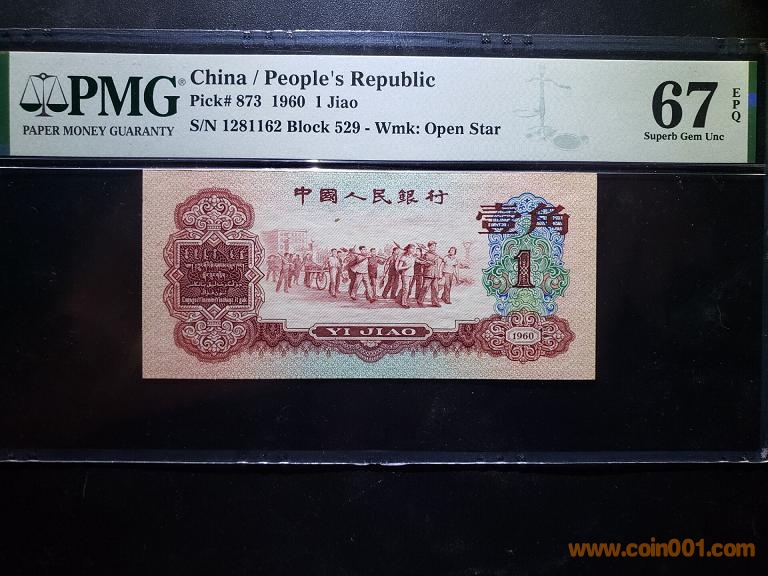 PMG
PAPER MONEY GUARANTY
China / People's Republic
Pick# 873 1960 1 Jiao
S/N 1281162 Block 529 - Wmk: Open Star
67
EPQ
Superb Gem Unc
中國人民銀行
壹角
1
YI JIAO
1960
www.coin001.com